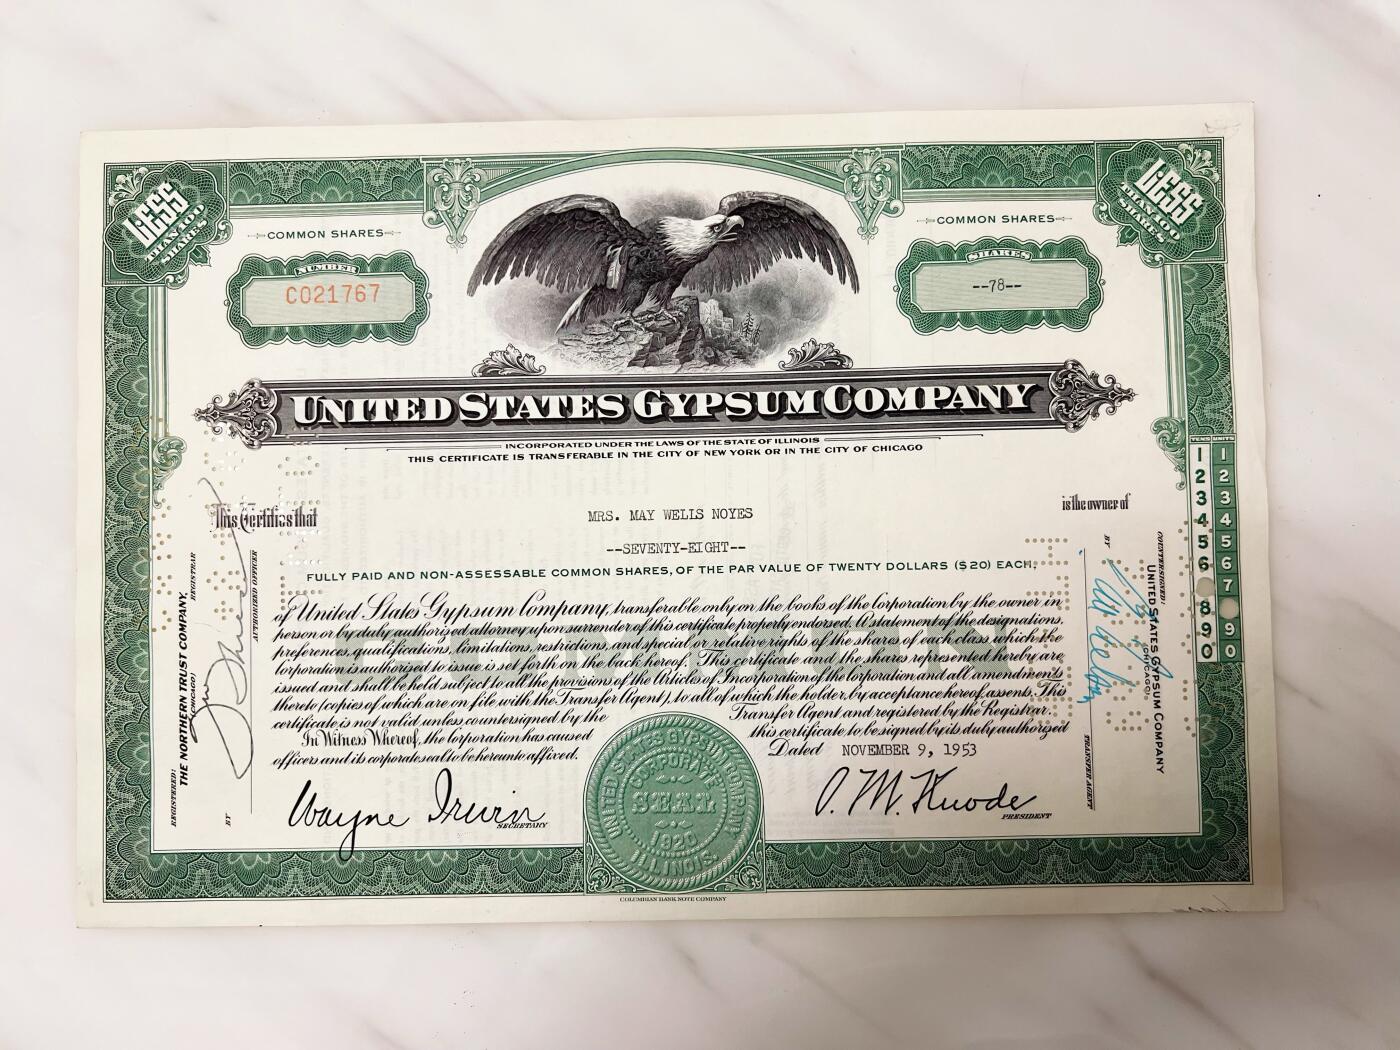 LESS
THAN 100
SHARES
LESS
THAN 100
SHARES
COMMON SHARES
COMMON SHARES
NUMBER
C021767
SHARES
--78--
UNITED STATES GYPSUM COMPANY
INCORPORATED UNDER THE LAWS OF THE STATE OF ILLINOIS
THIS CERTIFICATE IS TRANSFERABLE IN THE CITY OF NEW YORK OR IN THE CITY OF CHICAGO
This Certifies that
MRS. MAY WELLS NOYES
is the owner of
--SEVENTY-EIGHT--
FULLY PAID AND NON-ASSESSABLE COMMON SHARES, OF THE PAR VALUE OF TWENTY DOLLARS ($20) EACH,
of United States Gypsum Company, transferable only on the books of the Corporation by the owner in
person or by duly authorized attorney upon surrender of this certificate properly endorsed. A statement of the designations,
preferences, qualifications, limitations, restrictions, and special or relative rights of the shares of each class which the
Corporation is authorized to issue is set forth on the back hereof. This certificate and the shares represented hereby are
issued and shall be held subject to all the provisions of the Articles of Incorporation of the Corporation and all amendments
thereto (copies of which are on file with the Transfer Agent), to all of which the holder, by acceptance hereof, assents. This
certificate is not valid unless countersigned by the Transfer Agent and registered by the Registrar.
In Witness Whereof, the Corporation has caused this certificate to be signed by its duly authorized
officers and its corporate seal to be hereunto affixed. Dated NOVEMBER 9, 1953
Wayne Irwin
SECRETARY
O. M. Knode
PRESIDENT
UNITED STATES GYPSUM COMPANY
CORPORATE
SEAL
1920
ILLINOIS.
COLUMBIAN BANK NOTE COMPANY
REGISTERED:
THE NORTHERN TRUST COMPANY,
(CHICAGO) REGISTRAR
BY
AUTHORIZED OFFICER
COUNTERSIGNED:
UNITED STATES GYPSUM COMPANY
(CHICAGO)
BY
TRANSFER AGENT
TENS UNITS
1 1
2 2
3 3
4 4
5 5
6 6
7
8
9 9
0 0